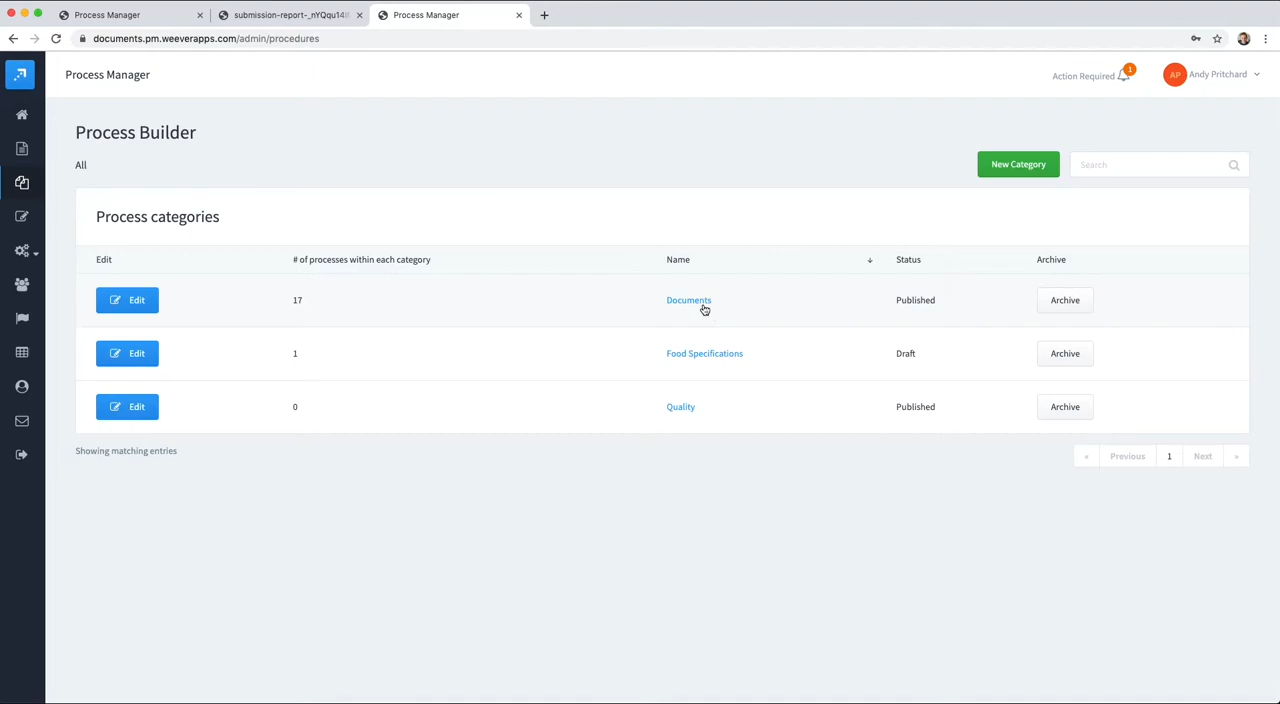 Process Manager
submission-report-_nYQqu14I
Process Manager
documents.pm.weeverapps.com/admin/procedures
Process Manager
Action Required
1
AP
Andy Pritchard
Process Builder
All
New Category
Search
Process categories
Edit # of processes within each category Name Status Archive
Edit 17 Documents Published Archive
Edit 1 Food Specifications Draft Archive
Edit 0 Quality Published Archive
Showing matching entries
« Previous 1 Next »